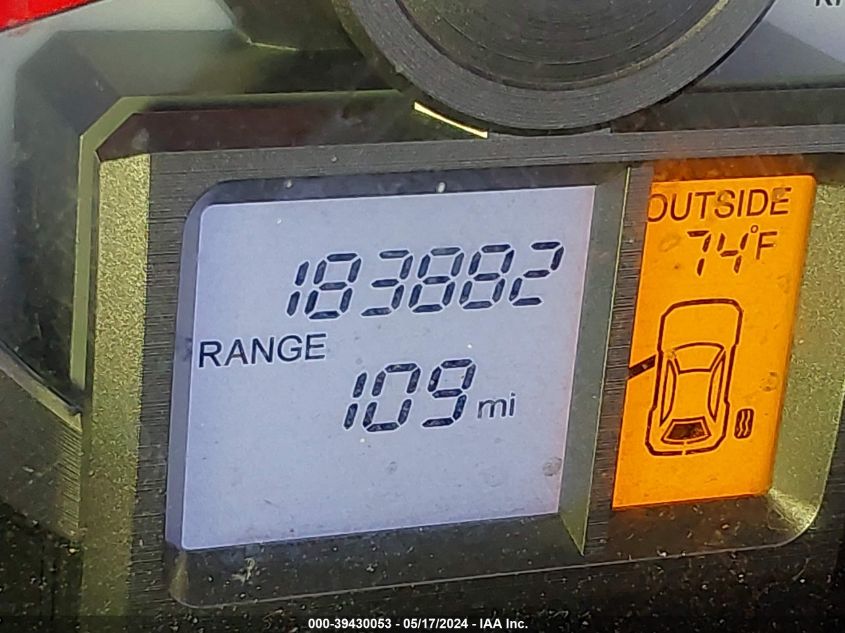 183882
RANGE
109 mi
OUTSIDE
74°F
000-39430053 - 05/17/2024 - IAA Inc.